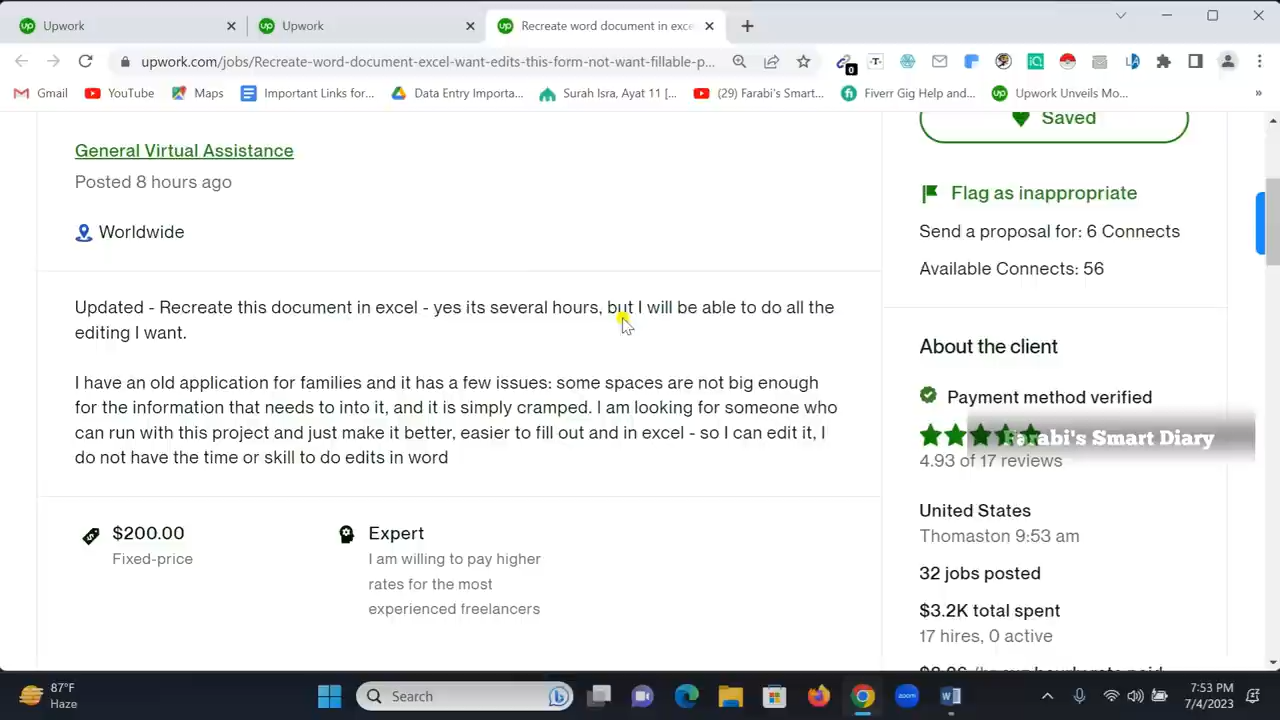 Upwork
Upwork
Recreate word document in exce
upwork.com/jobs/Recreate-word-document-excel-want-edits-this-form-not-want-fillable-p...
0
Gmail
YouTube
Maps
Important Links for...
Data Entry Importa...
Surah Isra, Ayat 11 [...
(29) Farabi's Smart...
Fiverr Gig Help and...
Upwork Unveils Mo...
»
General Virtual Assistance
Posted 8 hours ago
Worldwide
Updated - Recreate this document in excel - yes its several hours, but I will be able to do all the
editing I want.
I have an old application for families and it has a few issues: some spaces are not big enough
for the information that needs to into it, and it is simply cramped. I am looking for someone who
can run with this project and just make it better, easier to fill out and in excel - so I can edit it, I
do not have the time or skill to do edits in word
$200.00
Fixed-price
Expert
I am willing to pay higher
rates for the most
experienced freelancers
Saved
Flag as inappropriate
Send a proposal for: 6 Connects
Available Connects: 56
About the client
Payment method verified
Farabi's Smart Diary
4.93 of 17 reviews
United States
Thomaston 9:53 am
32 jobs posted
$3.2K total spent
17 hires, 0 active
87°F
Haze
Search
zoom
7:53 PM
7/4/2023